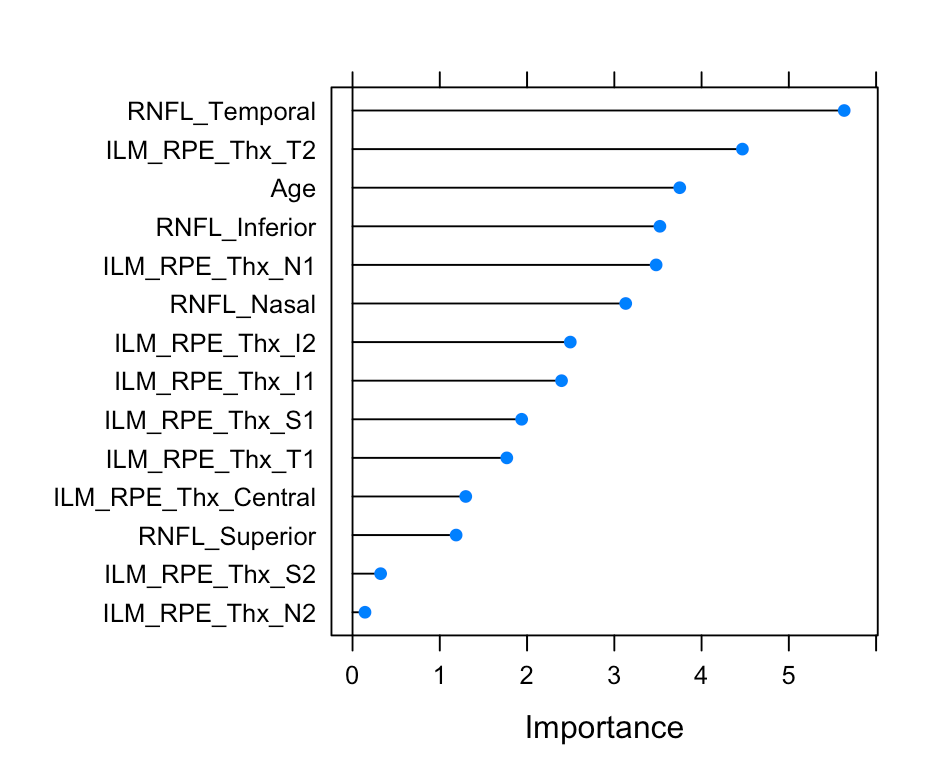 RNFL_Temporal
ILM_RPE_Thx_T2
Age
RNFL_Inferior
ILM_RPE_Thx_N1
RNFL_Nasal
ILM_RPE_Thx_I2
ILM_RPE_Thx_I1
ILM_RPE_Thx_S1
ILM_RPE_Thx_T1
ILM_RPE_Thx_Central
RNFL_Superior
ILM_RPE_Thx_S2
ILM_RPE_Thx_N2
0 1 2 3 4 5
Importance